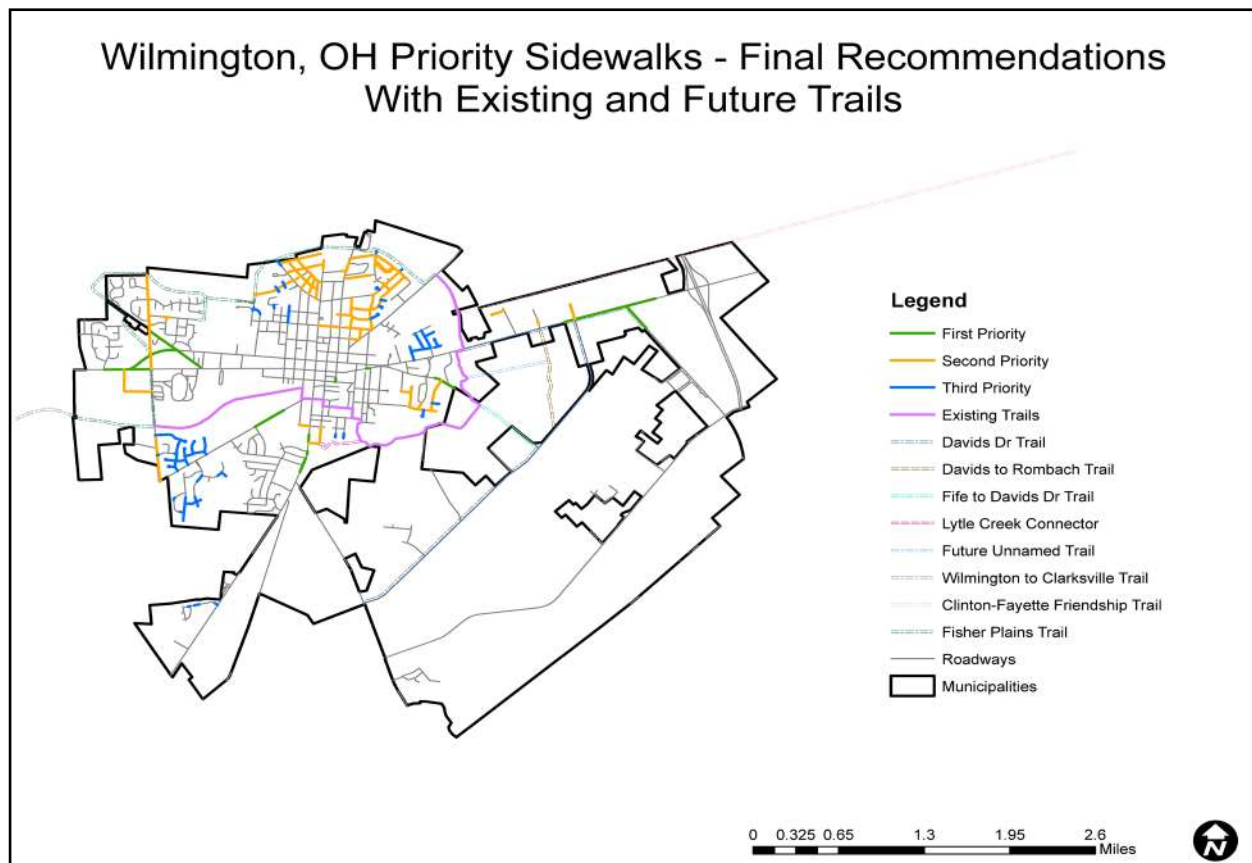 Wilmington, OH Priority Sidewalks - Final Recommendations
With Existing and Future Trails
Legend
First Priority
Second Priority
Third Priority
Existing Trails
Davids Dr Trail
Davids to Rombach Trail
Fife to Davids Dr Trail
Lytle Creek Connector
Future Unnamed Trail
Wilmington to Clarksville Trail
Clinton-Fayette Friendship Trail
Fisher Plains Trail
Roadways
Municipalities
0 0.325 0.65 1.3 1.95 2.6
Miles
N